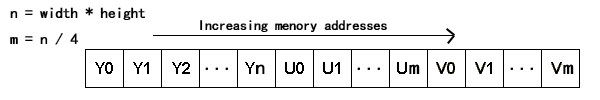 n = width * height
m = n / 4
Increasing menory addresses
Y0 Y1 Y2 ··· Yn U0 U1 ··· Um V0 V1 ··· Vm